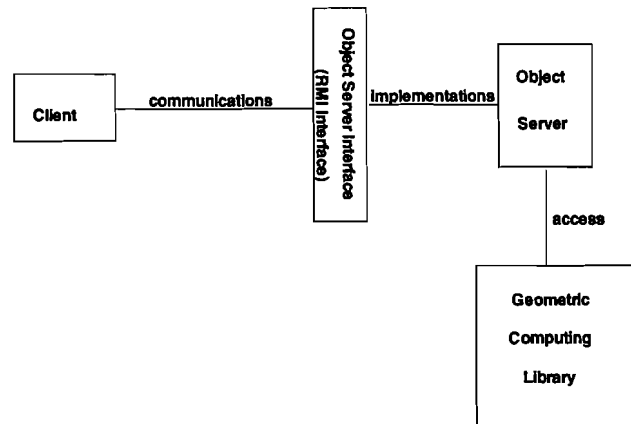 Client
communications
Object Server Interface
(RMI Interface)
implementations
Object
Server
access
Geometric
Computing
Library